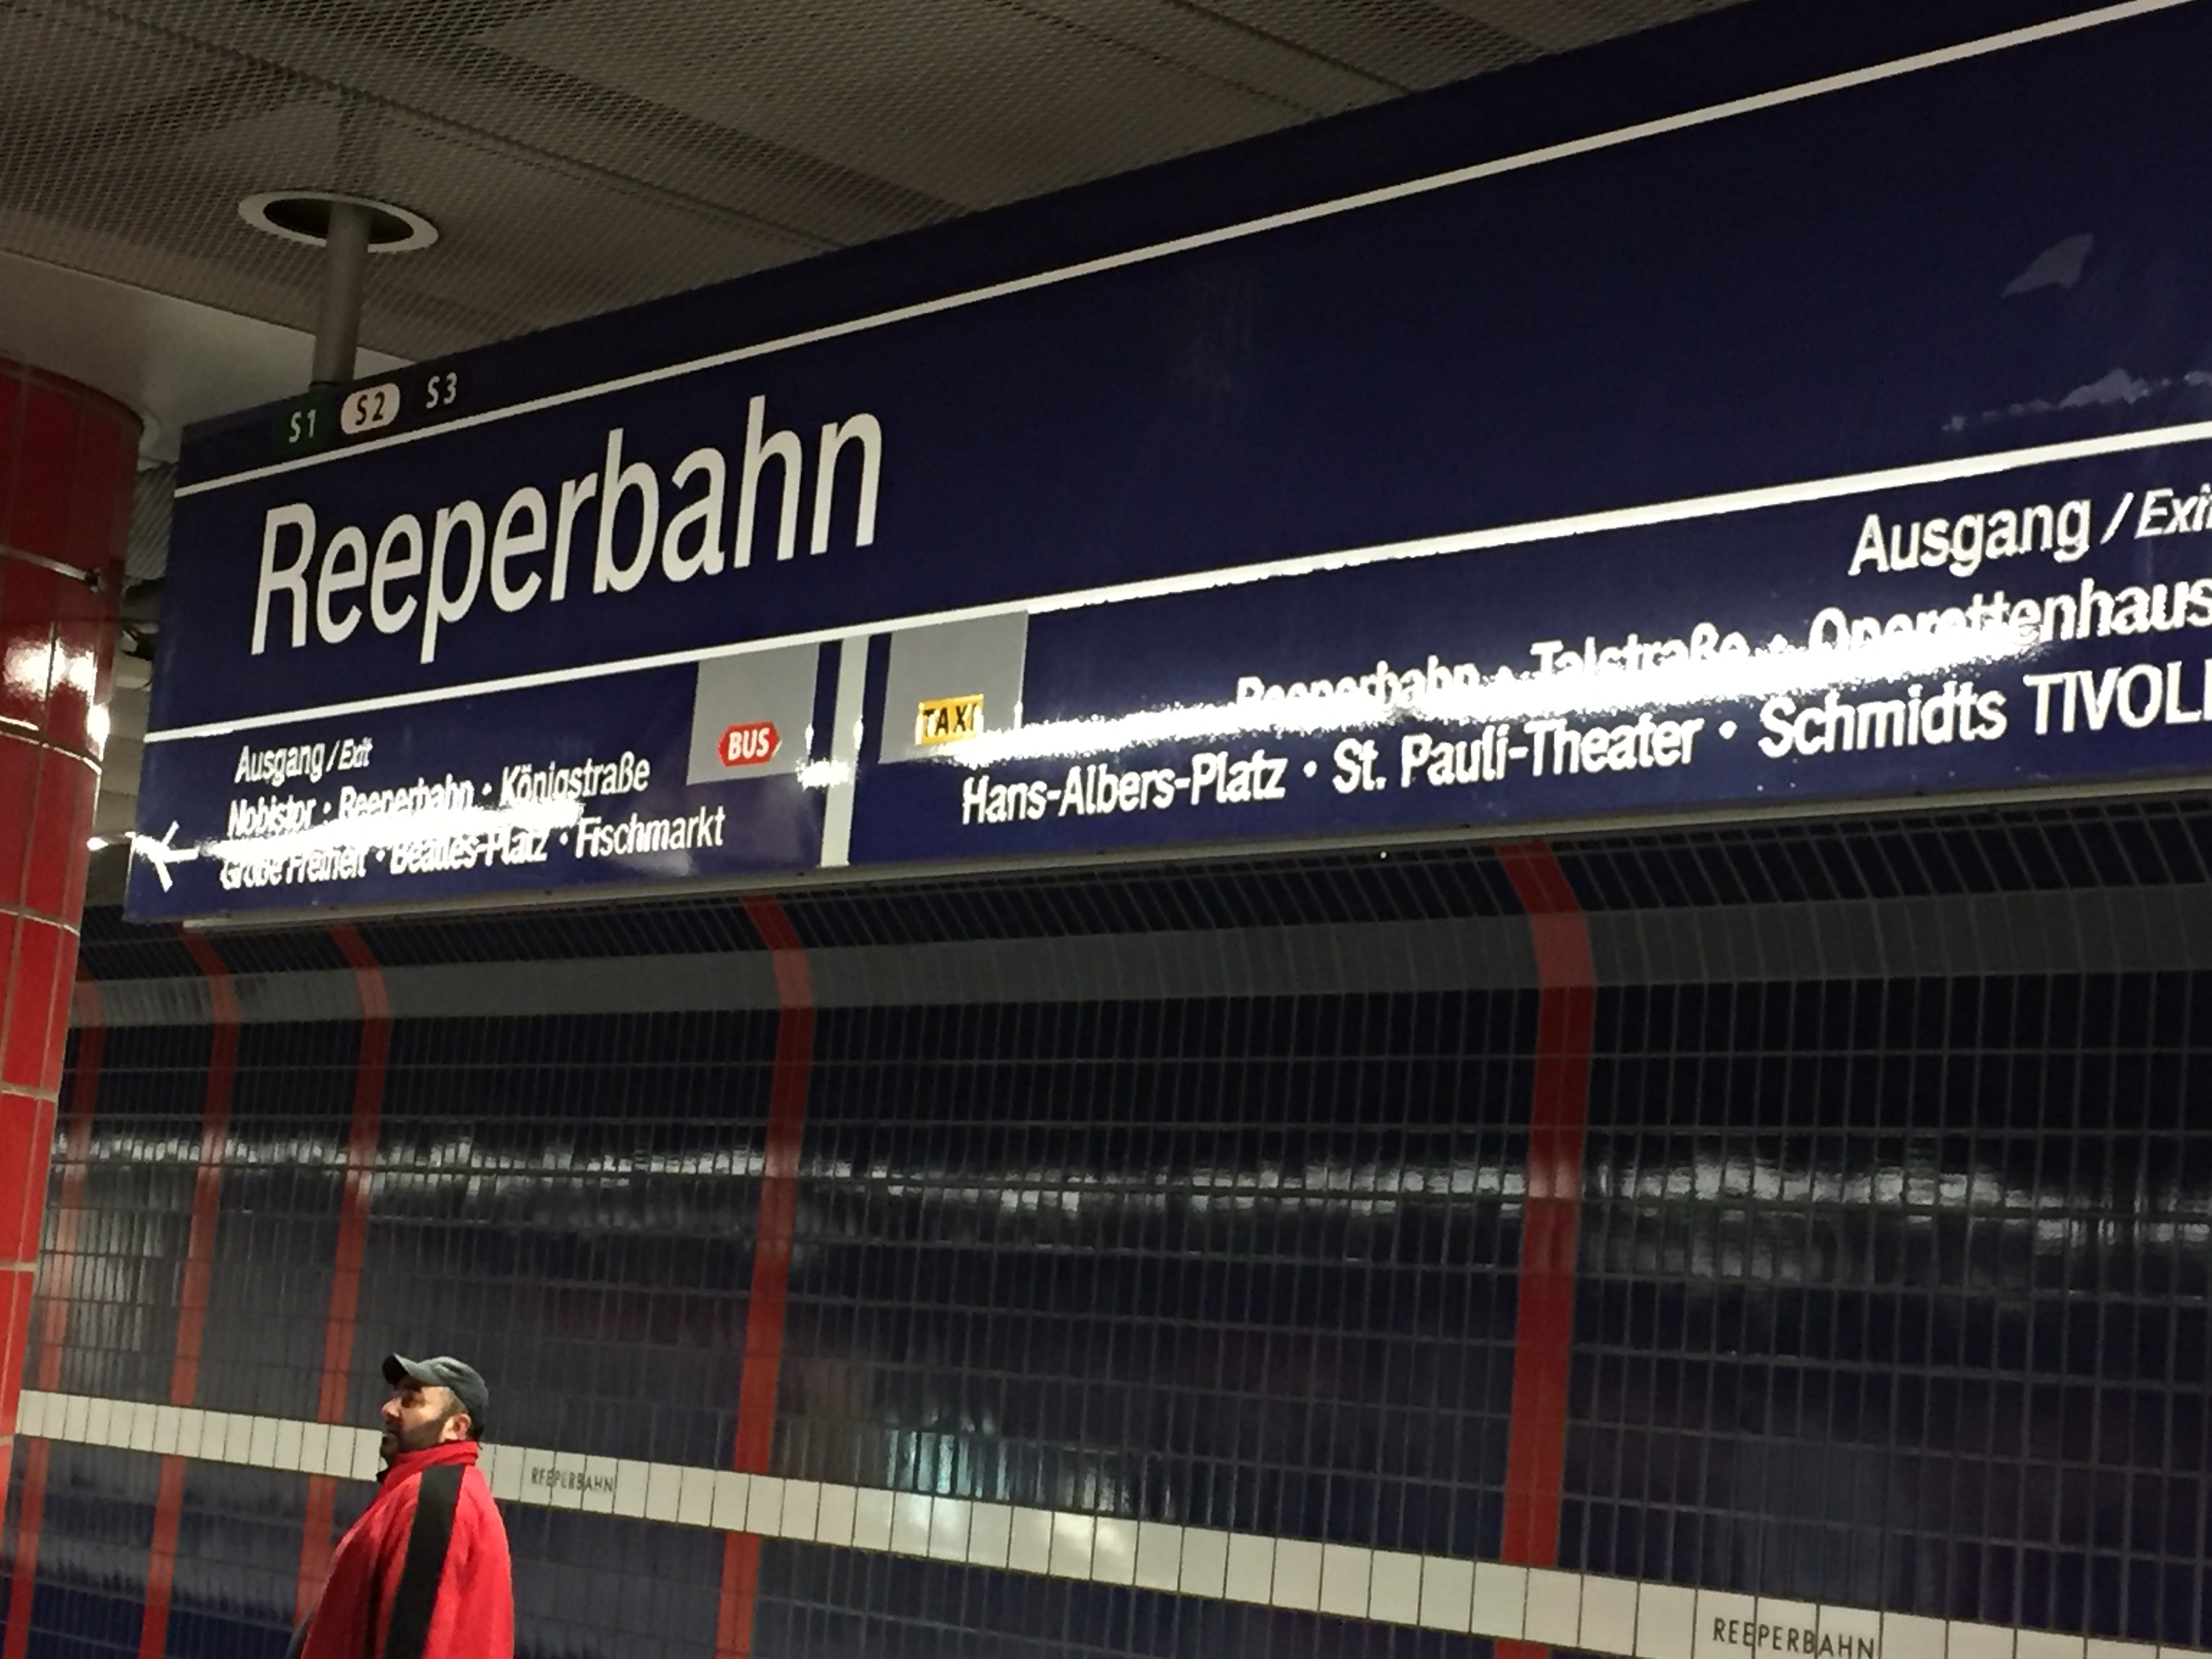 S1 S2 S3
Reeperbahn
Ausgang / Exit
Nobistor • Reeperbahn • Königstraße
Große Freiheit • Beatles-Platz • Fischmarkt
BUS
TAXI
Ausgang / Exit
Reeperbahn • Talstraße • Operettenhaus
Hans-Albers-Platz • St. Pauli-Theater • Schmidts TIVOLI
REEPERBAHN
REEPERBAHN